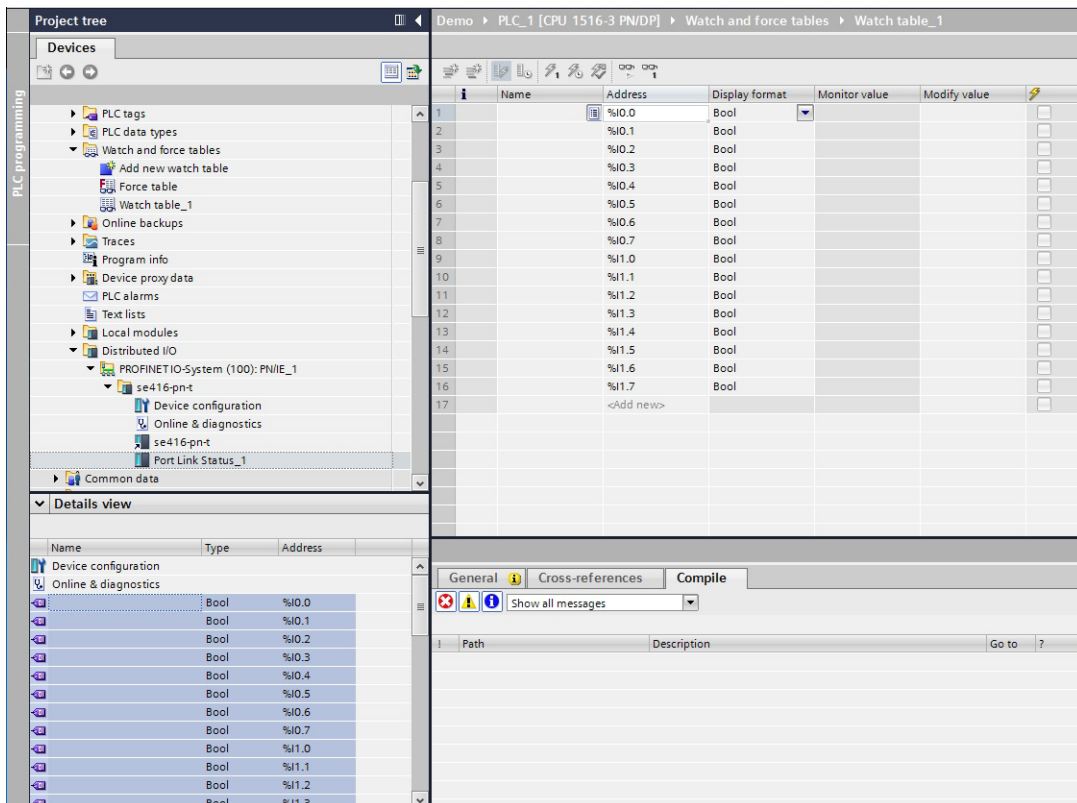 Project tree
Devices
PLC programming
PLC tags
PLC data types
Watch and force tables
Add new watch table
Force table
Watch table_1
Online backups
Traces
Program info
Device proxy data
PLC alarms
Text lists
Local modules
Distributed I/O
PROFINET IO-System (100): PN/IE_1
se416-pn-t
Device configuration
Online & diagnostics
se416-pn-t
Port Link Status_1
Common data
Details view
Name Type Address
Device configuration
Online & diagnostics
Bool %I0.0
Bool %I0.1
Bool %I0.2
Bool %I0.3
Bool %I0.4
Bool %I0.5
Bool %I0.6
Bool %I0.7
Bool %I1.0
Bool %I1.1
Bool %I1.2
Bool %I1.3
Demo PLC_1 [CPU 1516-3 PN/DP] Watch and force tables Watch table_1
i Name Address Display format Monitor value Modify value
1 %I0.0 Bool
2 %I0.1 Bool
3 %I0.2 Bool
4 %I0.3 Bool
5 %I0.4 Bool
6 %I0.5 Bool
7 %I0.6 Bool
8 %I0.7 Bool
9 %I1.0 Bool
10 %I1.1 Bool
11 %I1.2 Bool
12 %I1.3 Bool
13 %I1.4 Bool
14 %I1.5 Bool
15 %I1.6 Bool
16 %I1.7 Bool
17 <Add new>
General Cross-references Compile
Show all messages
! Path Description Go to ?